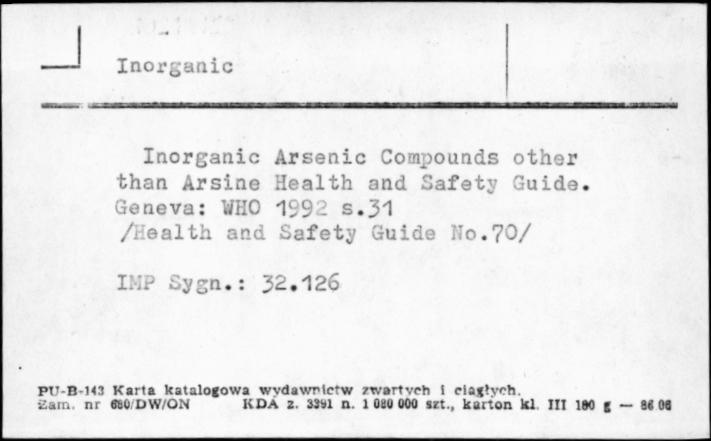 Inorganic
Inorganic Arsenic Compounds other
than Arsine Health and Safety Guide.
Geneva: WHO 1992 s.31
/Health and Safety Guide No.70/
IMP Sygn.: 32.126
PU-B-143 Karta katalogowa wydawnictw zwartych i ciągłych.
Zam. nr 680/DW/ON KDA z. 3391 n. 1 080 000 szt., karton kl. III 180 g — 86.06